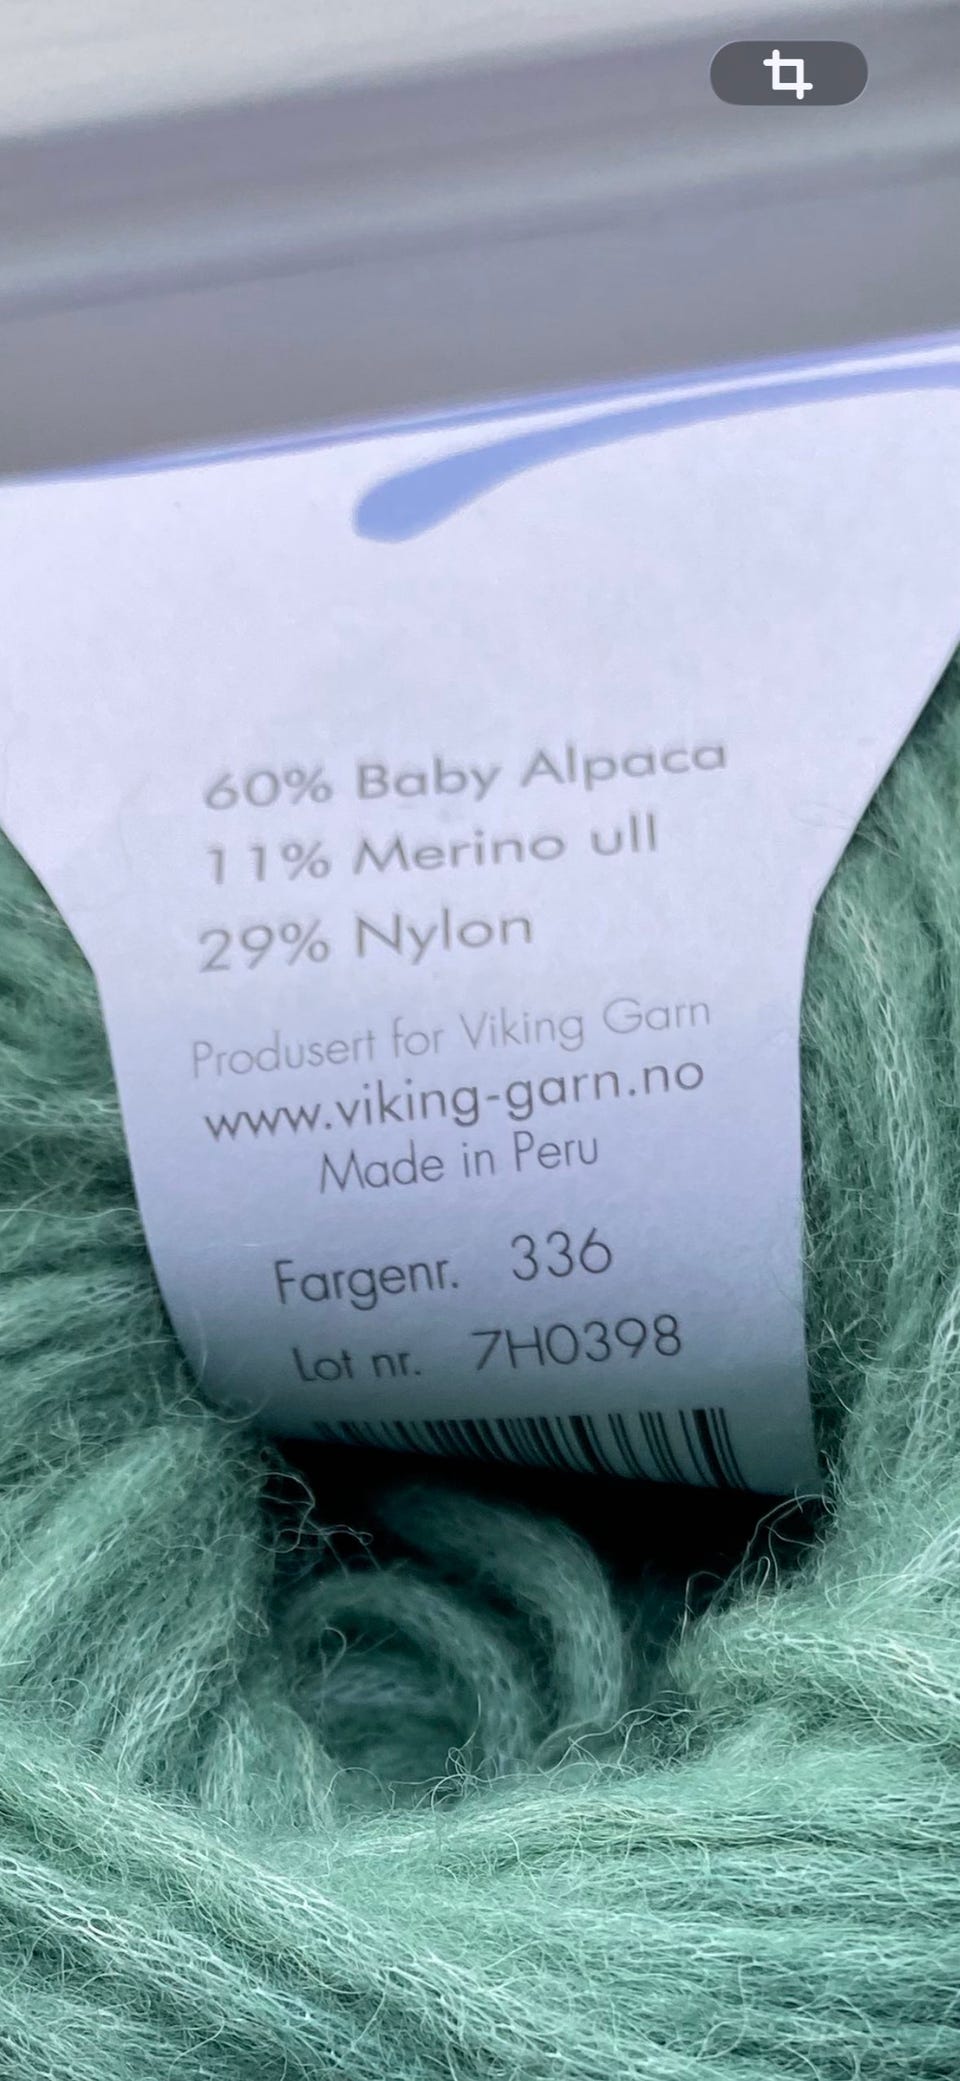 60% Baby Alpaca
11% Merino ull
29% Nylon
Produsert for Viking Garn
www.viking-garn.no
Made in Peru
Fargenr. 336
Lot nr. 7H0398